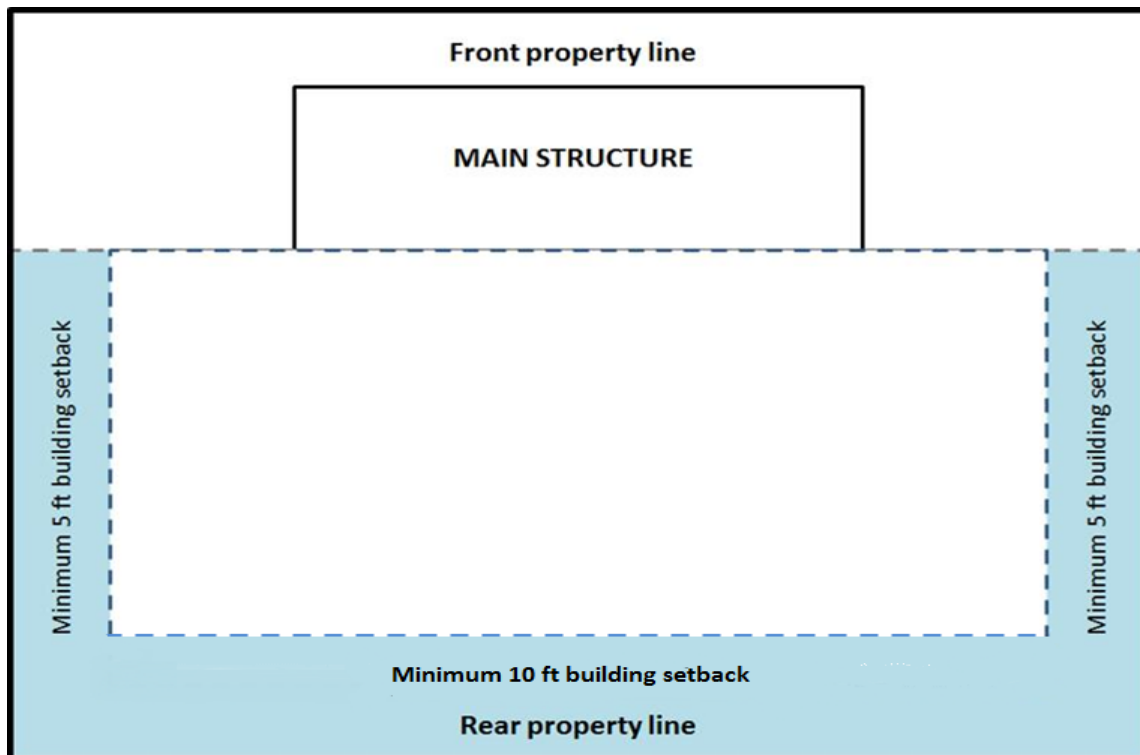 Front property line
MAIN STRUCTURE
Minimum 5 ft building setback
Minimum 5 ft building setback
Minimum 10 ft building setback
Rear property line